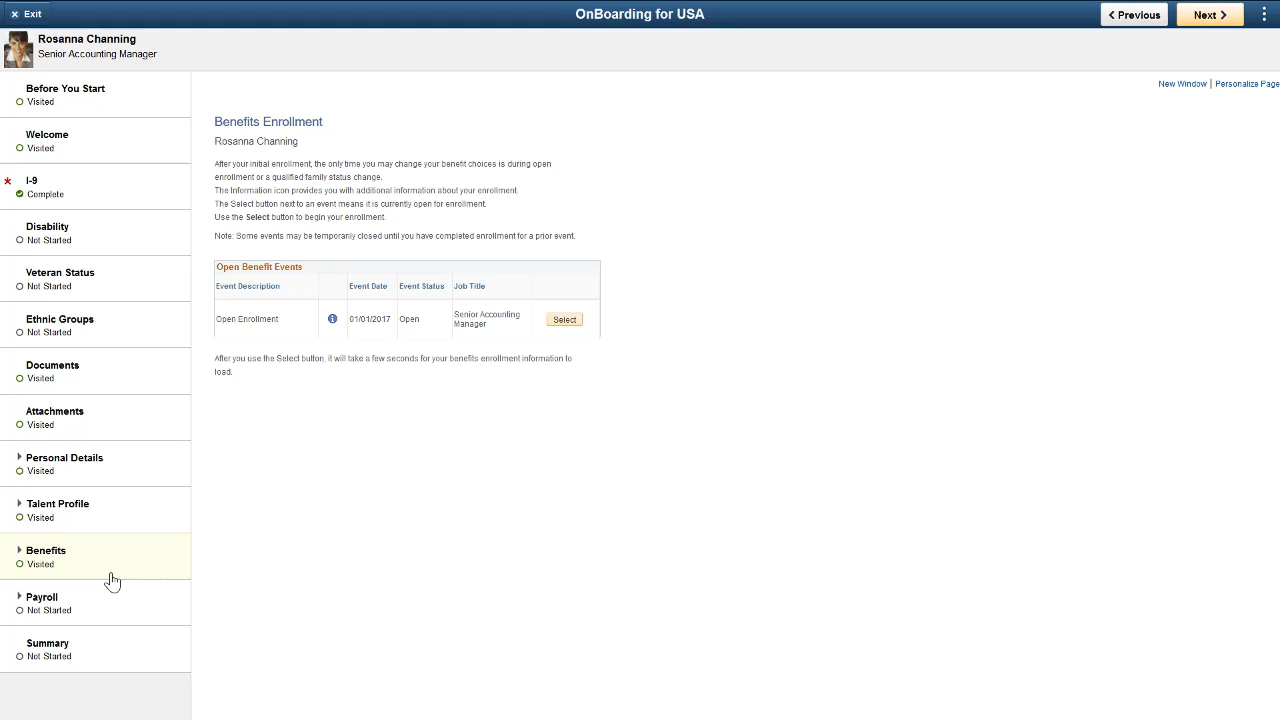 Exit
OnBoarding for USA
Previous
Next
Rosanna Channing
Senior Accounting Manager
New Window | Personalize Page
Before You Start
Visited
Welcome
Visited
I-9
Complete
Disability
Not Started
Veteran Status
Not Started
Ethnic Groups
Not Started
Documents
Visited
Attachments
Visited
Personal Details
Visited
Talent Profile
Visited
Benefits
Visited
Payroll
Not Started
Summary
Not Started
Benefits Enrollment
Rosanna Channing
After your initial enrollment, the only time you may change your benefit choices is during open
enrollment or a qualified family status change.
The Information icon provides you with additional information about your enrollment.
The Select button next to an event means it is currently open for enrollment.
Use the Select button to begin your enrollment.
Note: Some events may be temporarily closed until you have completed enrollment for a prior event.
Open Benefit Events
Event Description Event Date Event Status Job Title
Open Enrollment 01/01/2017 Open Senior Accounting Select
Manager
After you use the Select button, it will take a few seconds for your benefits enrollment information to
load.